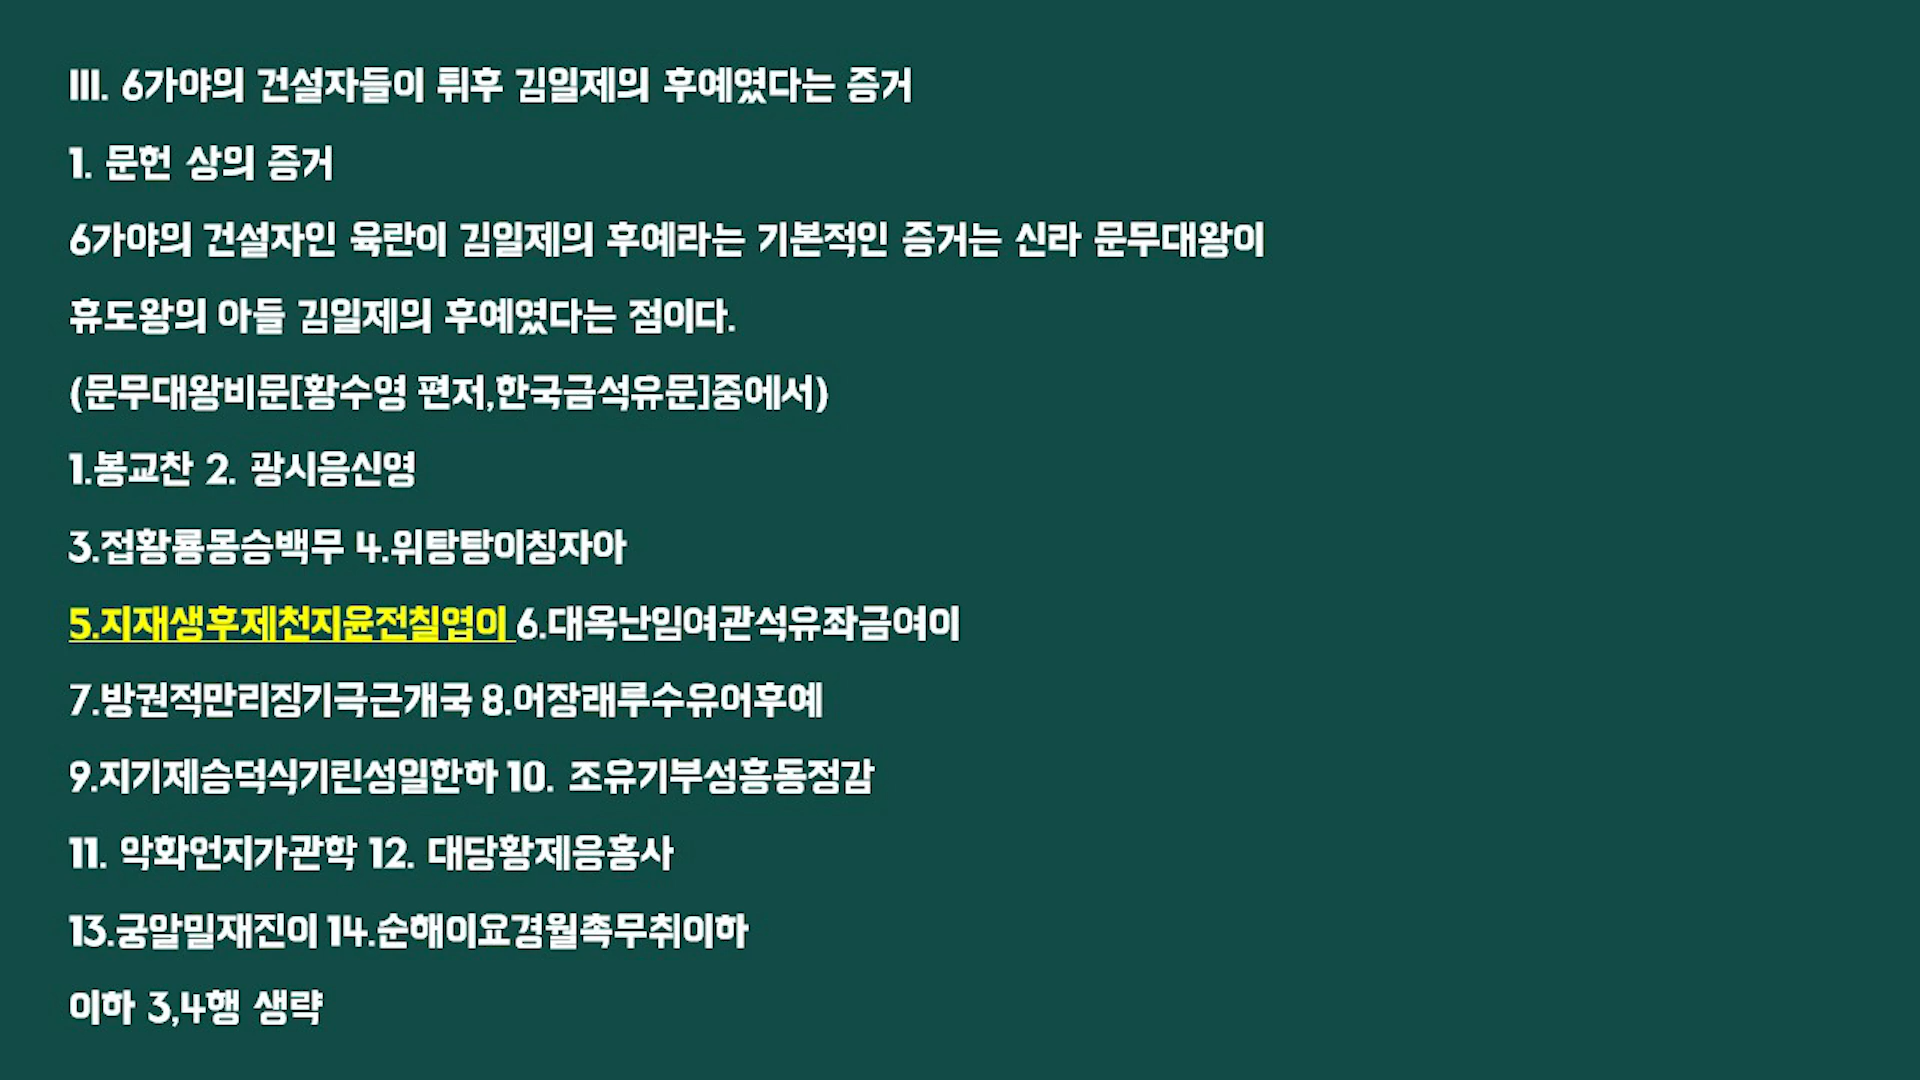 III. 6가야의 건설자들이 튀후 김일제의 후예였다는 증거
1. 문헌 상의 증거
6가야의 건설자인 육란이 김일제의 후예라는 기본적인 증거는 신라 문무대왕이
휴도왕의 아들 김일제의 후예였다는 점이다.
(문무대왕비문[황수영 편저,한국금석유문]중에서)
1.봉교찬 2. 광시응신영
3.접황룡몽승백무 4.위탕탕이칭자아
5.지재생후제천지윤전칠엽이 6.대옥난임여관석유좌금여이
7.방권적만리징기극근개국 8.어장래루수유어후예
9.지기제승덕식기린성일한하 10. 조유기부성흥동정감
11. 악화언지가관학 12. 대당황제응홍사
13.궁알밀재진이 14.순해이요경월촉무취이하
이하 3,4행 생략